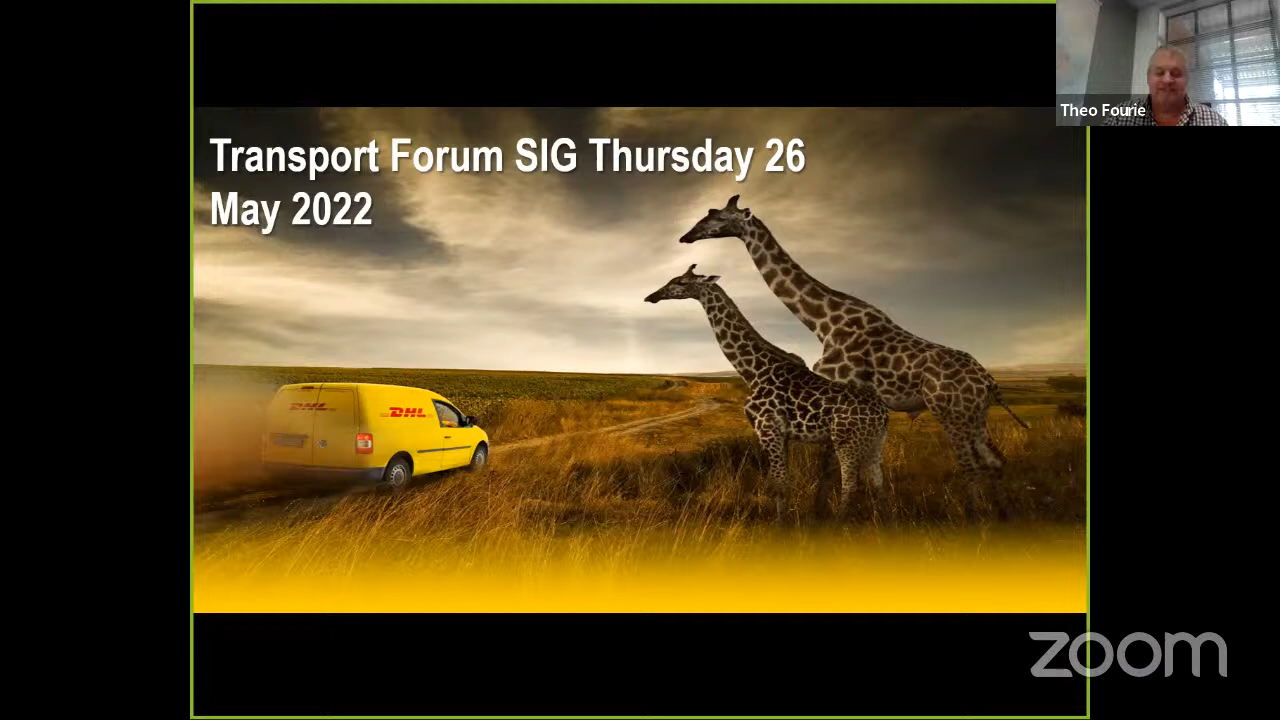 Theo Fourie
Transport Forum SIG Thursday 26
May 2022
DHL
DHL
zoom